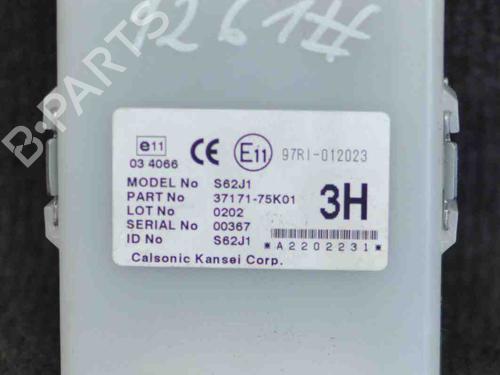 261#
B-PARTS
e11
03 4066
CE
E11
97RI-012023
MODEL No S62J1
PART No 37171-75K01
LOT No 0202
SERIAL No 00367
ID No S62J1
3H
*A2202231*
Calsonic Kansei Corp.